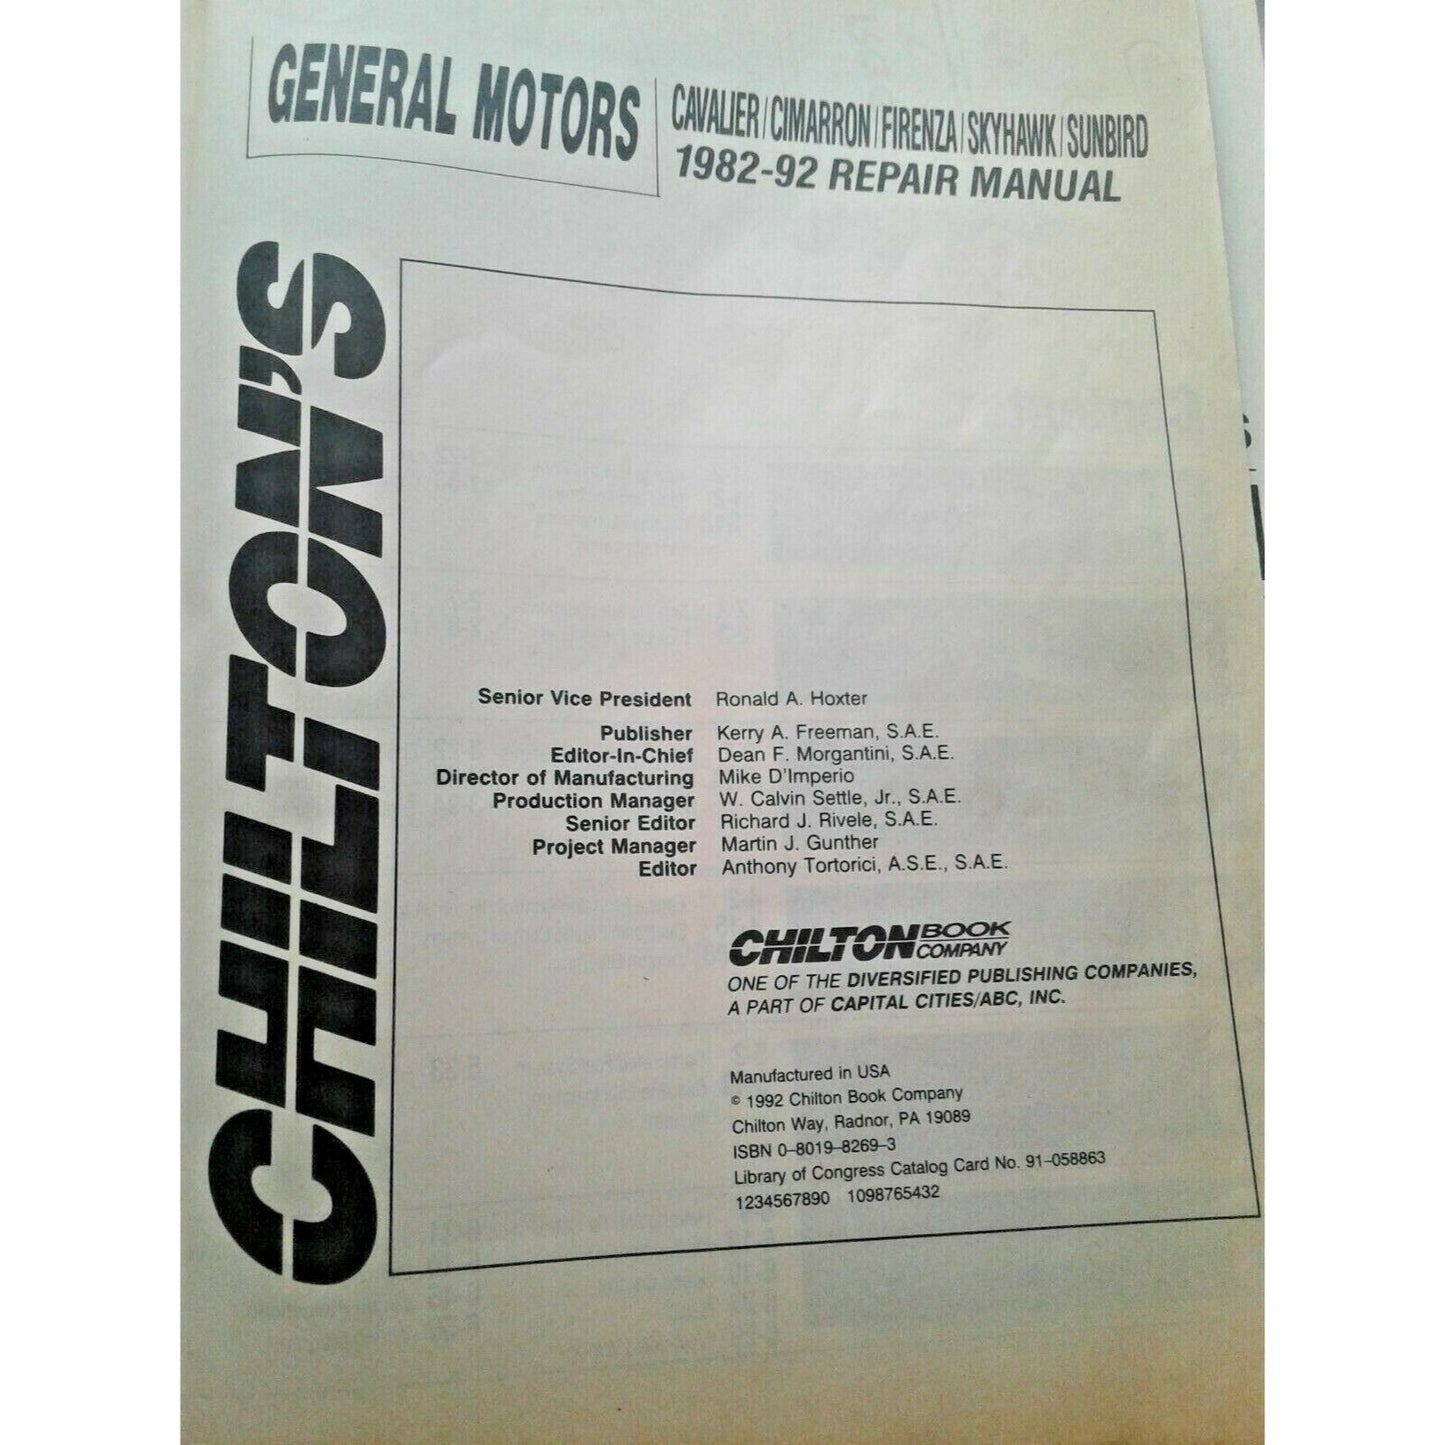 GENERAL MOTORS
CAVALIER/CIMARRON/FIRENZA/SKYHAWK/SUNBIRD
1982-92 REPAIR MANUAL
CHILTON'S
Senior Vice President Ronald A. Hoxter
Publisher Kerry A. Freeman, S.A.E.
Editor-In-Chief Dean F. Morgantini, S.A.E.
Director of Manufacturing Mike D'Imperio
Production Manager W. Calvin Settle, Jr., S.A.E.
Senior Editor Richard J. Rivele, S.A.E.
Project Manager Martin J. Gunther
Editor Anthony Tortorici, A.S.E., S.A.E.
CHILTON BOOK
COMPANY
ONE OF THE DIVERSIFIED PUBLISHING COMPANIES,
A PART OF CAPITAL CITIES/ABC, INC.
Manufactured in USA
© 1992 Chilton Book Company
Chilton Way, Radnor, PA 19089
ISBN 0-8019-8269-3
Library of Congress Catalog Card No. 91-058863
1234567890 1098765432